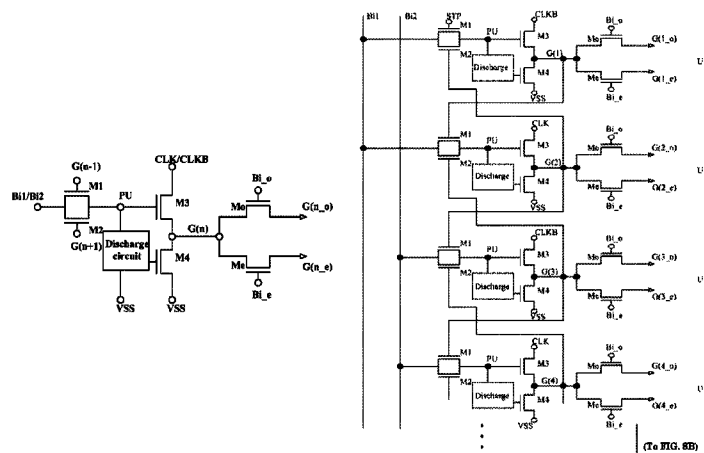 G(n-1)
Bi1/Bi2
M1
PU
M2
G(n+1)
Discharge
circuit
VSS
CLK/CLKB
M3
G(n)
M4
VSS
Bi_o
Mo
G(n_o)
Me
Bi_e
G(n_e)
Bi1
Bi2
STP
M1
PU
M2
Discharge
CLKB
M3
G(1)
M4
VSS
Bi_o
Mo
G(1_o)
Me
Bi_e
G(1_e)
U
M1
PU
M2
Discharge
CLK
M3
G(2)
M4
VSS
Bi_o
Mo
G(2_o)
Me
Bi_e
G(2_e)
U
M1
PU
M2
Discharge
CLKB
M3
G(3)
M4
VSS
Bi_o
Mo
G(3_o)
Me
Bi_e
G(3_e)
U
M1
PU
M2
Discharge
CLK
M3
G(4)
M4
VSS
Bi_o
Mo
G(4_o)
Me
Bi_e
G(4_e)
U
(To FIG. 8B)